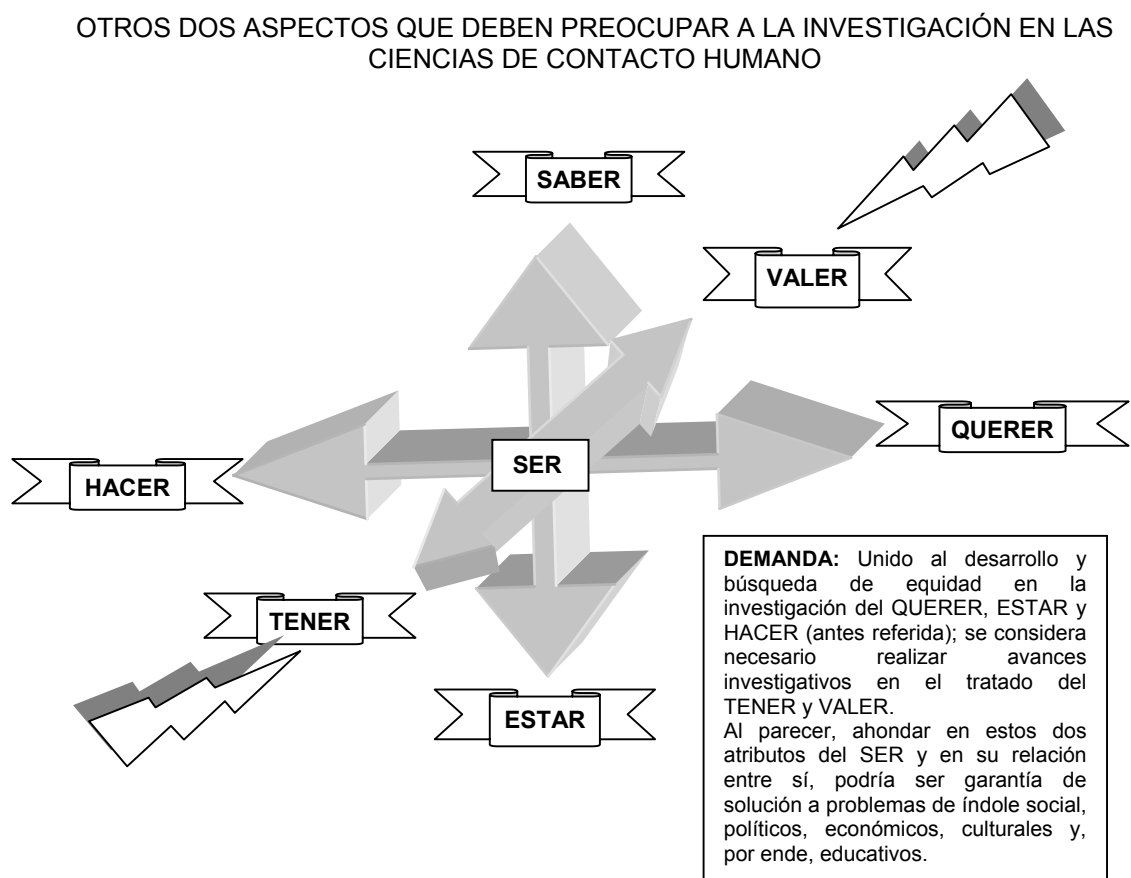 OTROS DOS ASPECTOS QUE DEBEN PREOCUPAR A LA INVESTIGACIÓN EN LAS
CIENCIAS DE CONTACTO HUMANO
SABER
VALER
QUERER
SER
HACER
TENER
ESTAR
DEMANDA: Unido al desarrollo y
búsqueda de equidad en la
investigación del QUERER, ESTAR y
HACER (antes referida); se considera
necesario realizar avances
investigativos en el tratado del
TENER y VALER.
Al parecer, ahondar en estos dos
atributos del SER y en su relación
entre sí, podría ser garantía de
solución a problemas de índole social,
políticos, económicos, culturales y,
por ende, educativos.